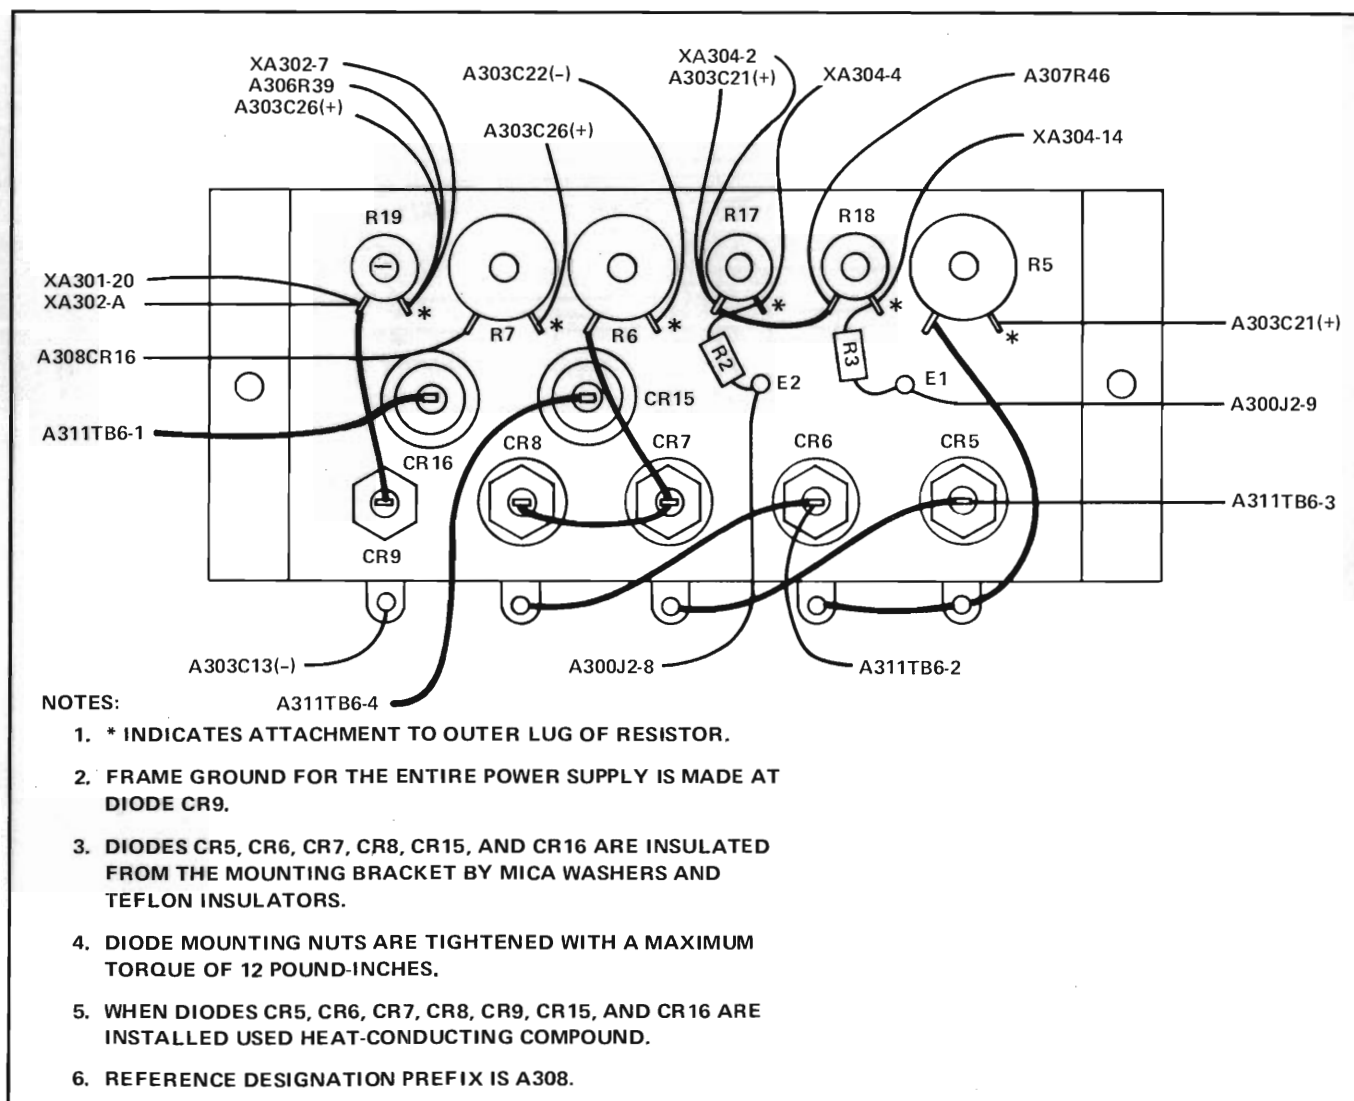 XA302-7
A306R39
A303C26(+)
A303C22(-)
A303C26(+)
XA304-2
A303C21(+)
XA304-4
A307R46
XA304-14
R19
R7
R6
R17
R18
R5
*
*
*
*
*
*
XA301-20
XA302-A
A308CR16
A311TB6-1
R2
R3
E2
E1
A303C21(+)
A300J2-9
A311TB6-3
CR16
CR15
CR9
CR8
CR7
CR6
CR5
A303C13(-)
A311TB6-4
A300J2-8
A311TB6-2
NOTES:
1. * INDICATES ATTACHMENT TO OUTER LUG OF RESISTOR.
2. FRAME GROUND FOR THE ENTIRE POWER SUPPLY IS MADE AT
DIODE CR9.
3. DIODES CR5, CR6, CR7, CR8, CR15, AND CR16 ARE INSULATED
FROM THE MOUNTING BRACKET BY MICA WASHERS AND
TEFLON INSULATORS.
4. DIODE MOUNTING NUTS ARE TIGHTENED WITH A MAXIMUM
TORQUE OF 12 POUND-INCHES.
5. WHEN DIODES CR5, CR6, CR7, CR8, CR9, CR15, AND CR16 ARE
INSTALLED USED HEAT-CONDUCTING COMPOUND.
6. REFERENCE DESIGNATION PREFIX IS A308.